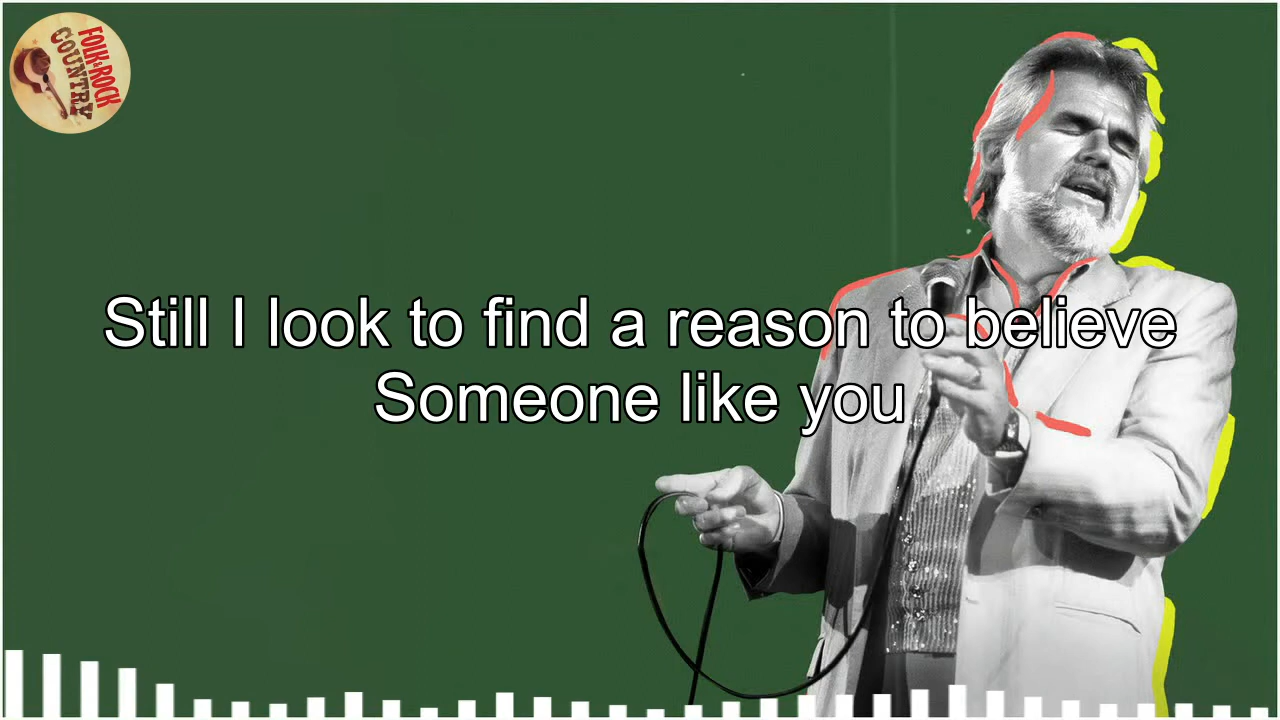 FOLK & ROCK
COUNTRY
Still I look to find a reason to believe
Someone like you